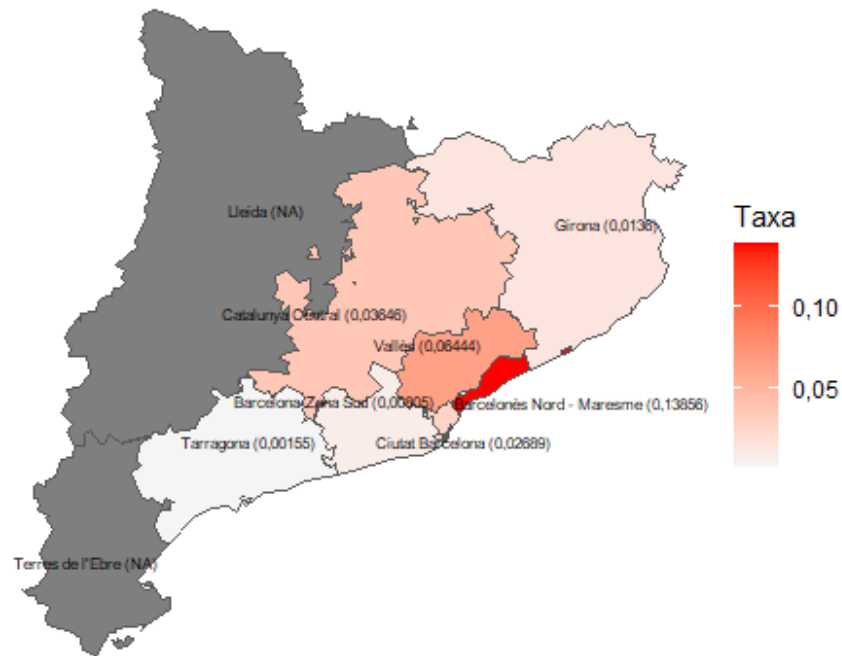 Lleida (NA)
Girona (0,0136)
Taxa
0,10
0,05
Catalunya Central (0,03646)
Vallès (0,06444)
Barcelona Zona Sud (0,00805)
Barcelonès Nord - Maresme (0,13856)
Tarragona (0,00155)
Ciutat Barcelona (0,02689)
Terres de l"Ebre (NA)